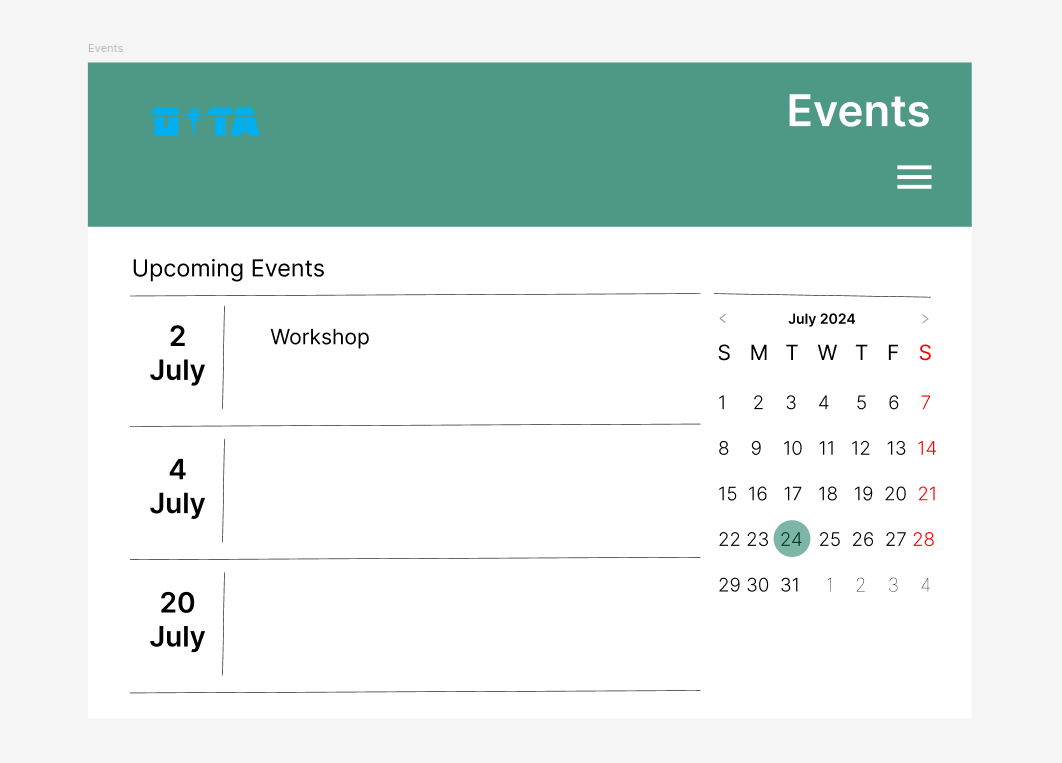 Events
Events
Upcoming Events
2
July
Workshop
4
July
20
July
< July 2024 >
S M T W T F S
1 2 3 4 5 6 7
8 9 10 11 12 13 14
15 16 17 18 19 20 21
22 23 24 25 26 27 28
29 30 31 1 2 3 4